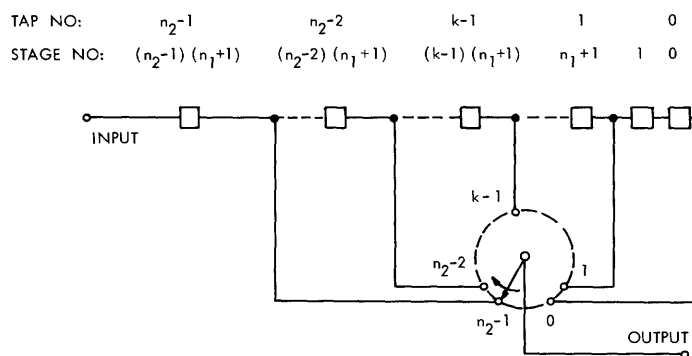 TAP NO: n₂-1 n₂-2 k-1 1 0
STAGE NO: (n₂-1) (n₁+1) (n₂-2) (n₁+1) (k-1) (n₁+1) n₁+1 1 0
INPUT
k-1
n₂-2 1
n₂-1 0
OUTPUT